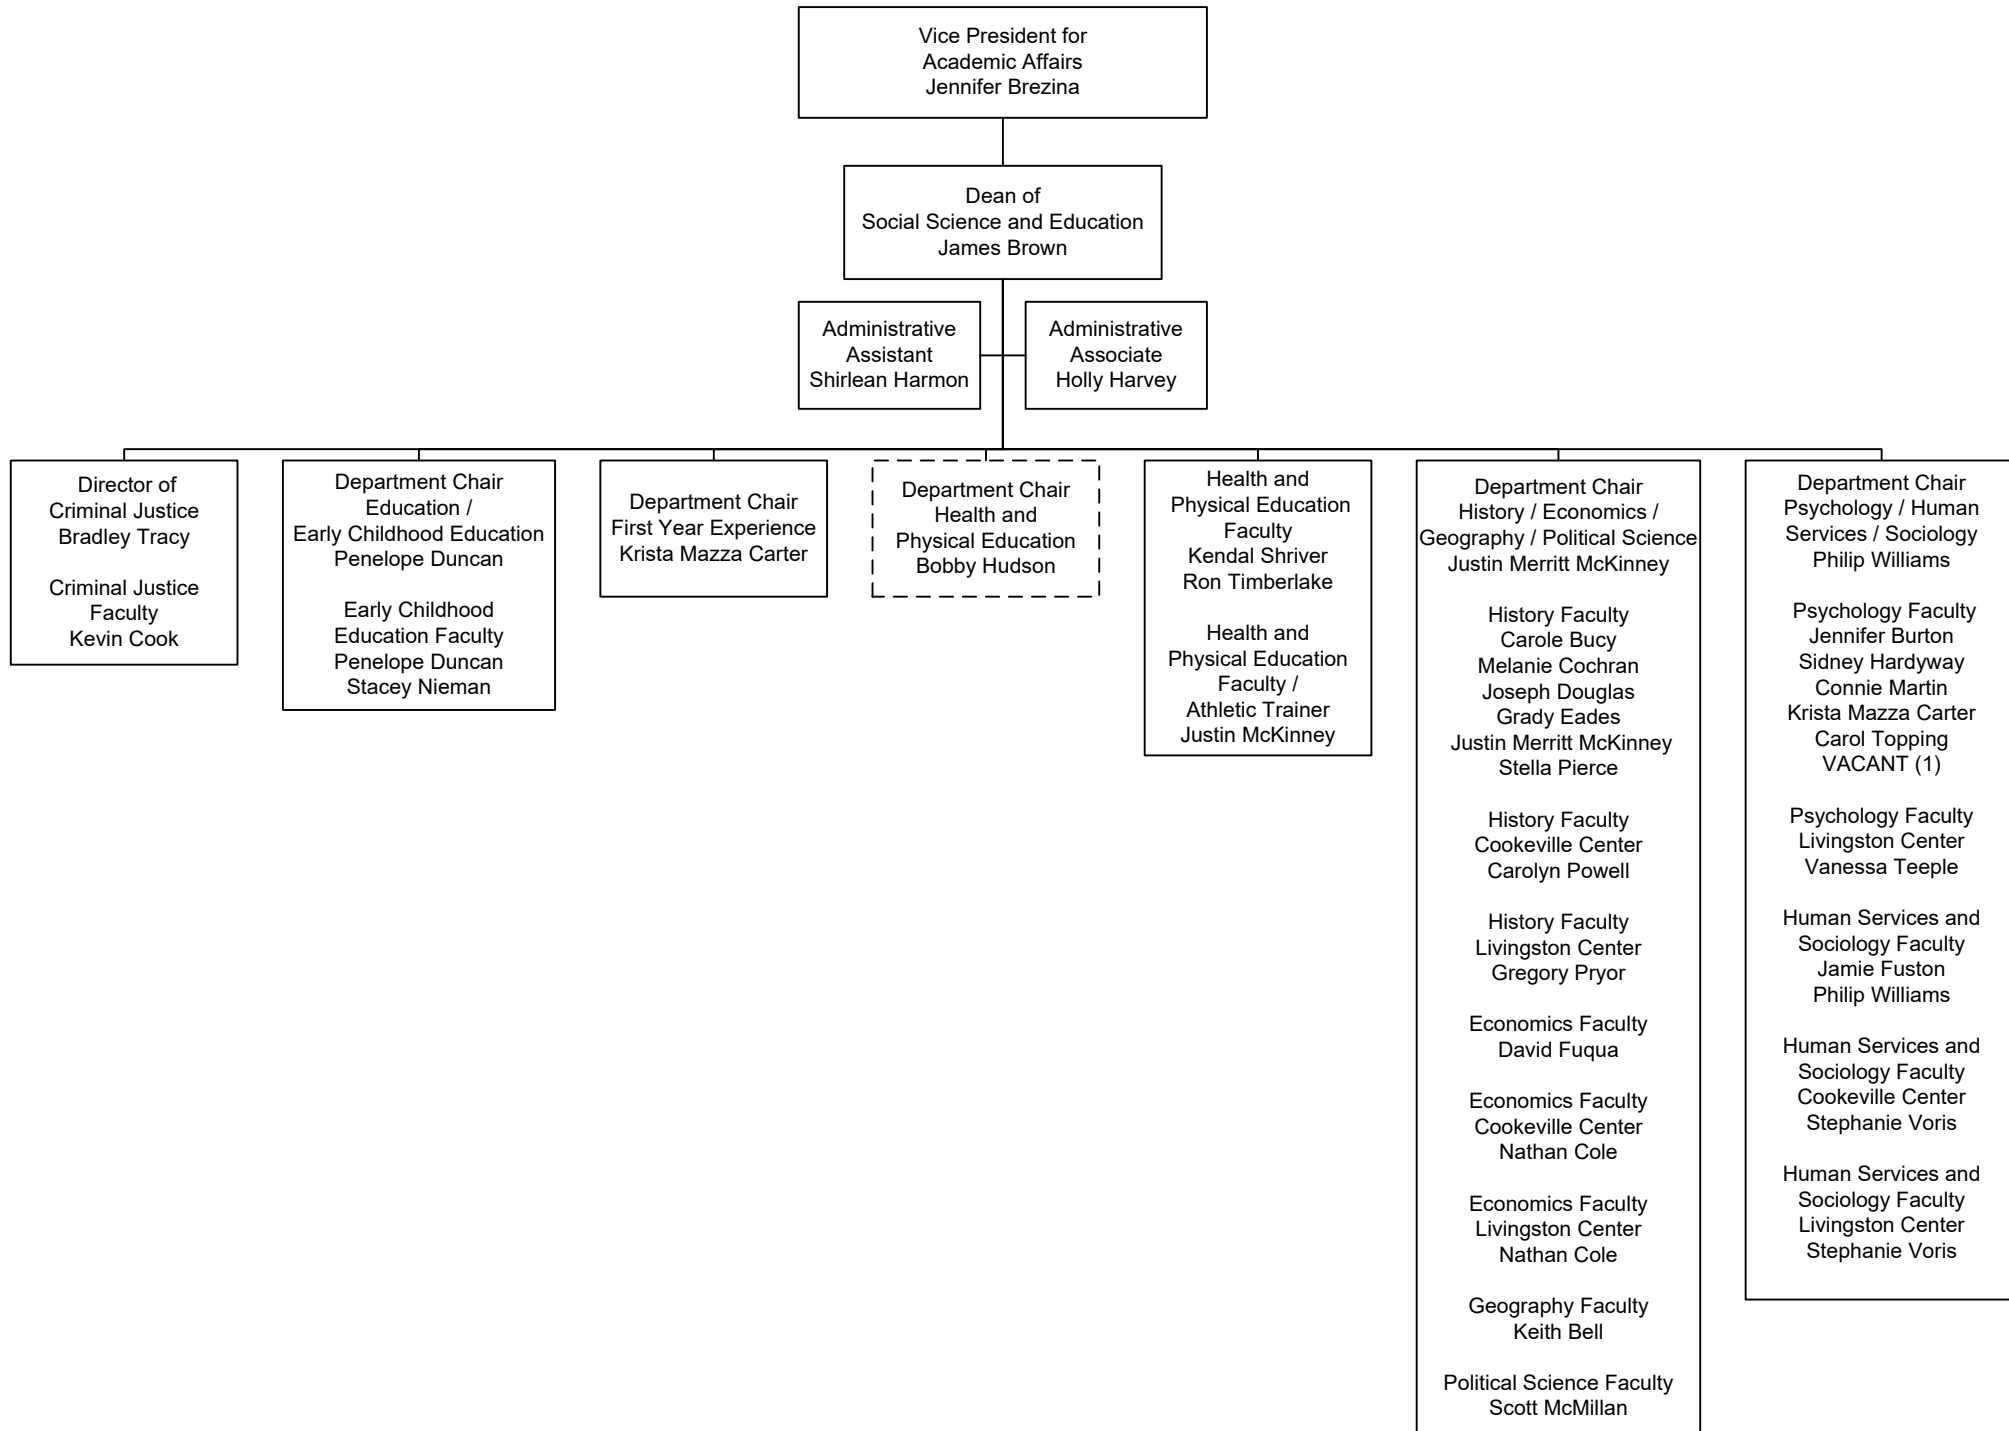 Vice President for
Academic Affairs
Jennifer Brezina
Dean of
Social Science and Education
James Brown
Administrative
Assistant
Shirlean Harmon
Administrative
Associate
Holly Harvey
Director of
Criminal Justice
Bradley Tracy
Criminal Justice
Faculty
Kevin Cook
Department Chair
Education /
Early Childhood Education
Penelope Duncan
Early Childhood
Education Faculty
Penelope Duncan
Stacey Nieman
Department Chair
First Year Experience
Krista Mazza Carter
Department Chair
Health and
Physical Education
Bobby Hudson
Health and
Physical Education
Faculty
Kendal Shriver
Ron Timberlake
Health and
Physical Education
Faculty /
Athletic Trainer
Justin McKinney
Department Chair
History / Economics /
Geography / Political Science
Justin Merritt McKinney
History Faculty
Carole Bucy
Melanie Cochran
Joseph Douglas
Grady Eades
Justin Merritt McKinney
Stella Pierce
History Faculty
Cookeville Center
Carolyn Powell
History Faculty
Livingston Center
Gregory Pryor
Economics Faculty
David Fuqua
Economics Faculty
Cookeville Center
Nathan Cole
Economics Faculty
Livingston Center
Nathan Cole
Geography Faculty
Keith Bell
Political Science Faculty
Scott McMillan
Department Chair
Psychology / Human
Services / Sociology
Philip Williams
Psychology Faculty
Jennifer Burton
Sidney Hardyway
Connie Martin
Krista Mazza Carter
Carol Topping
VACANT (1)
Psychology Faculty
Livingston Center
Vanessa Teeple
Human Services and
Sociology Faculty
Jamie Fuston
Philip Williams
Human Services and
Sociology Faculty
Cookeville Center
Stephanie Voris
Human Services and
Sociology Faculty
Livingston Center
Stephanie Voris